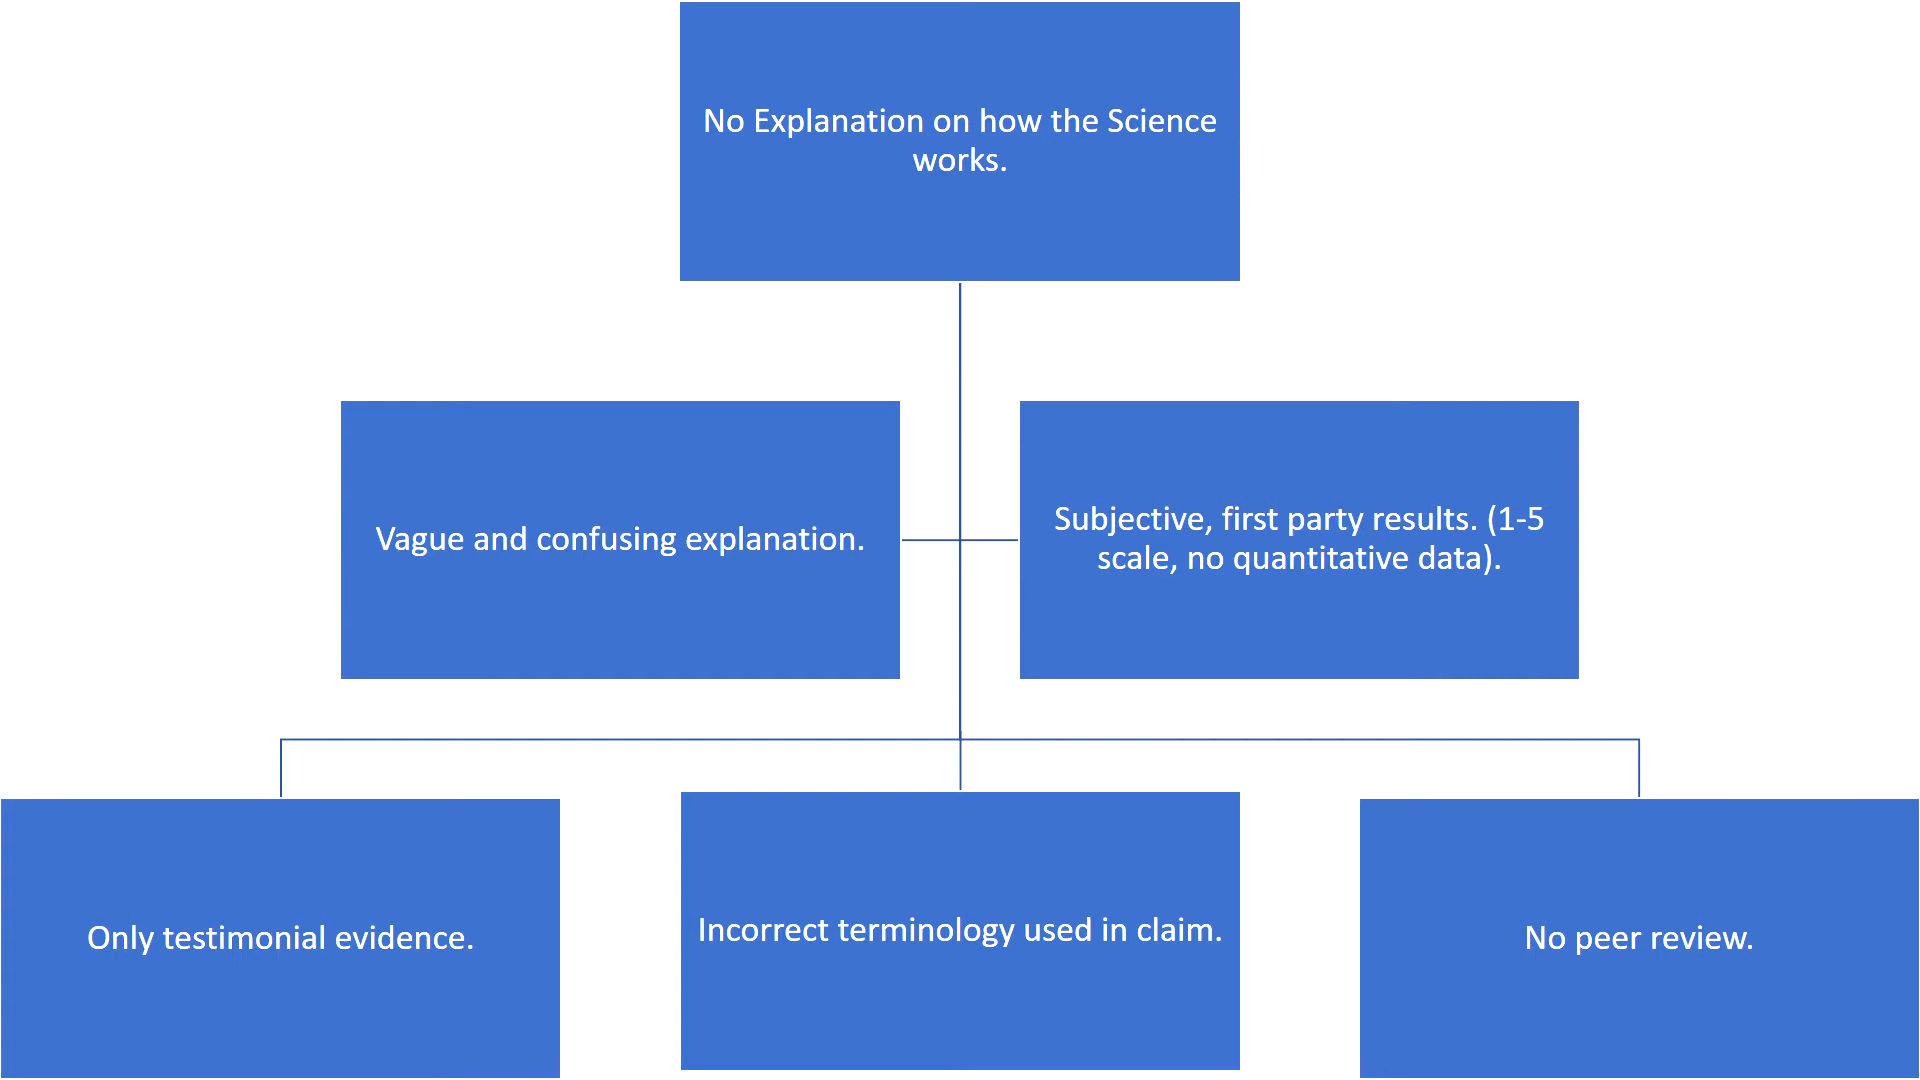 No Explanation on how the Science
works.
Vague and confusing explanation.
Subjective, first party results. (1-5
scale, no quantitative data).
Only testimonial evidence.
Incorrect terminology used in claim.
No peer review.